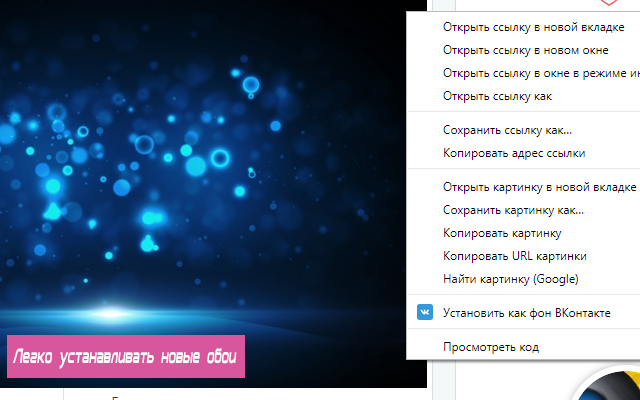 Открыть ссылку в новой вкладке
Открыть ссылку в новом окне
Открыть ссылку в окне в режиме
Открыть ссылку как
Сохранить ссылку как...
Копировать адрес ссылки
Открыть картинку в новой вкладке
Сохранить картинку как...
Копировать картинку
Копировать URL картинки
Найти картинку (Google)
Установить как фон ВКонтакте
Просмотреть код
Легко устанавливать новые обои